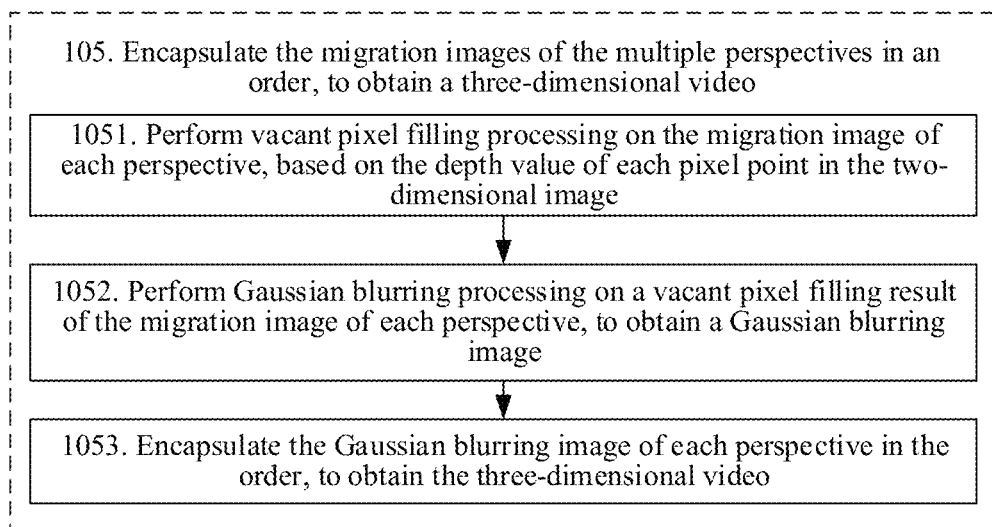 105. Encapsulate the migration images of the multiple perspectives in an
order, to obtain a three-dimensional video
1051. Perform vacant pixel filling processing on the migration image of
each perspective, based on the depth value of each pixel point in the two-
dimensional image
1052. Perform Gaussian blurring processing on a vacant pixel filling result
of the migration image of each perspective, to obtain a Gaussian blurring
image
1053. Encapsulate the Gaussian blurring image of each perspective in the
order, to obtain the three-dimensional video